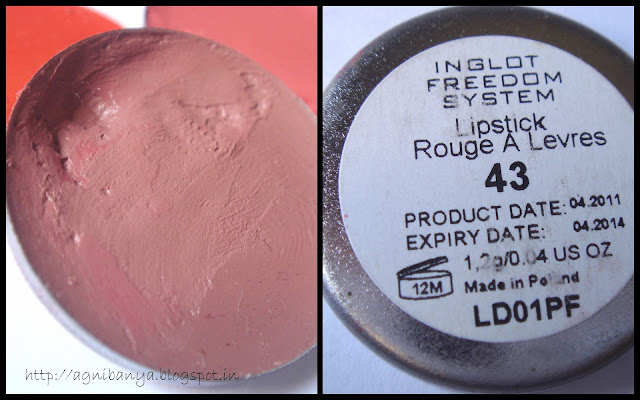 INGLOT
FREEDOM
SYSTEM
Lipstick
Rouge A Levres
43
PRODUCT DATE: 04.2011
EXPIRY DATE: 04.2014
1,2g/0.04 US OZ
12M
Made in Poland
LD01PF
http://agnibanya.blogspot.in